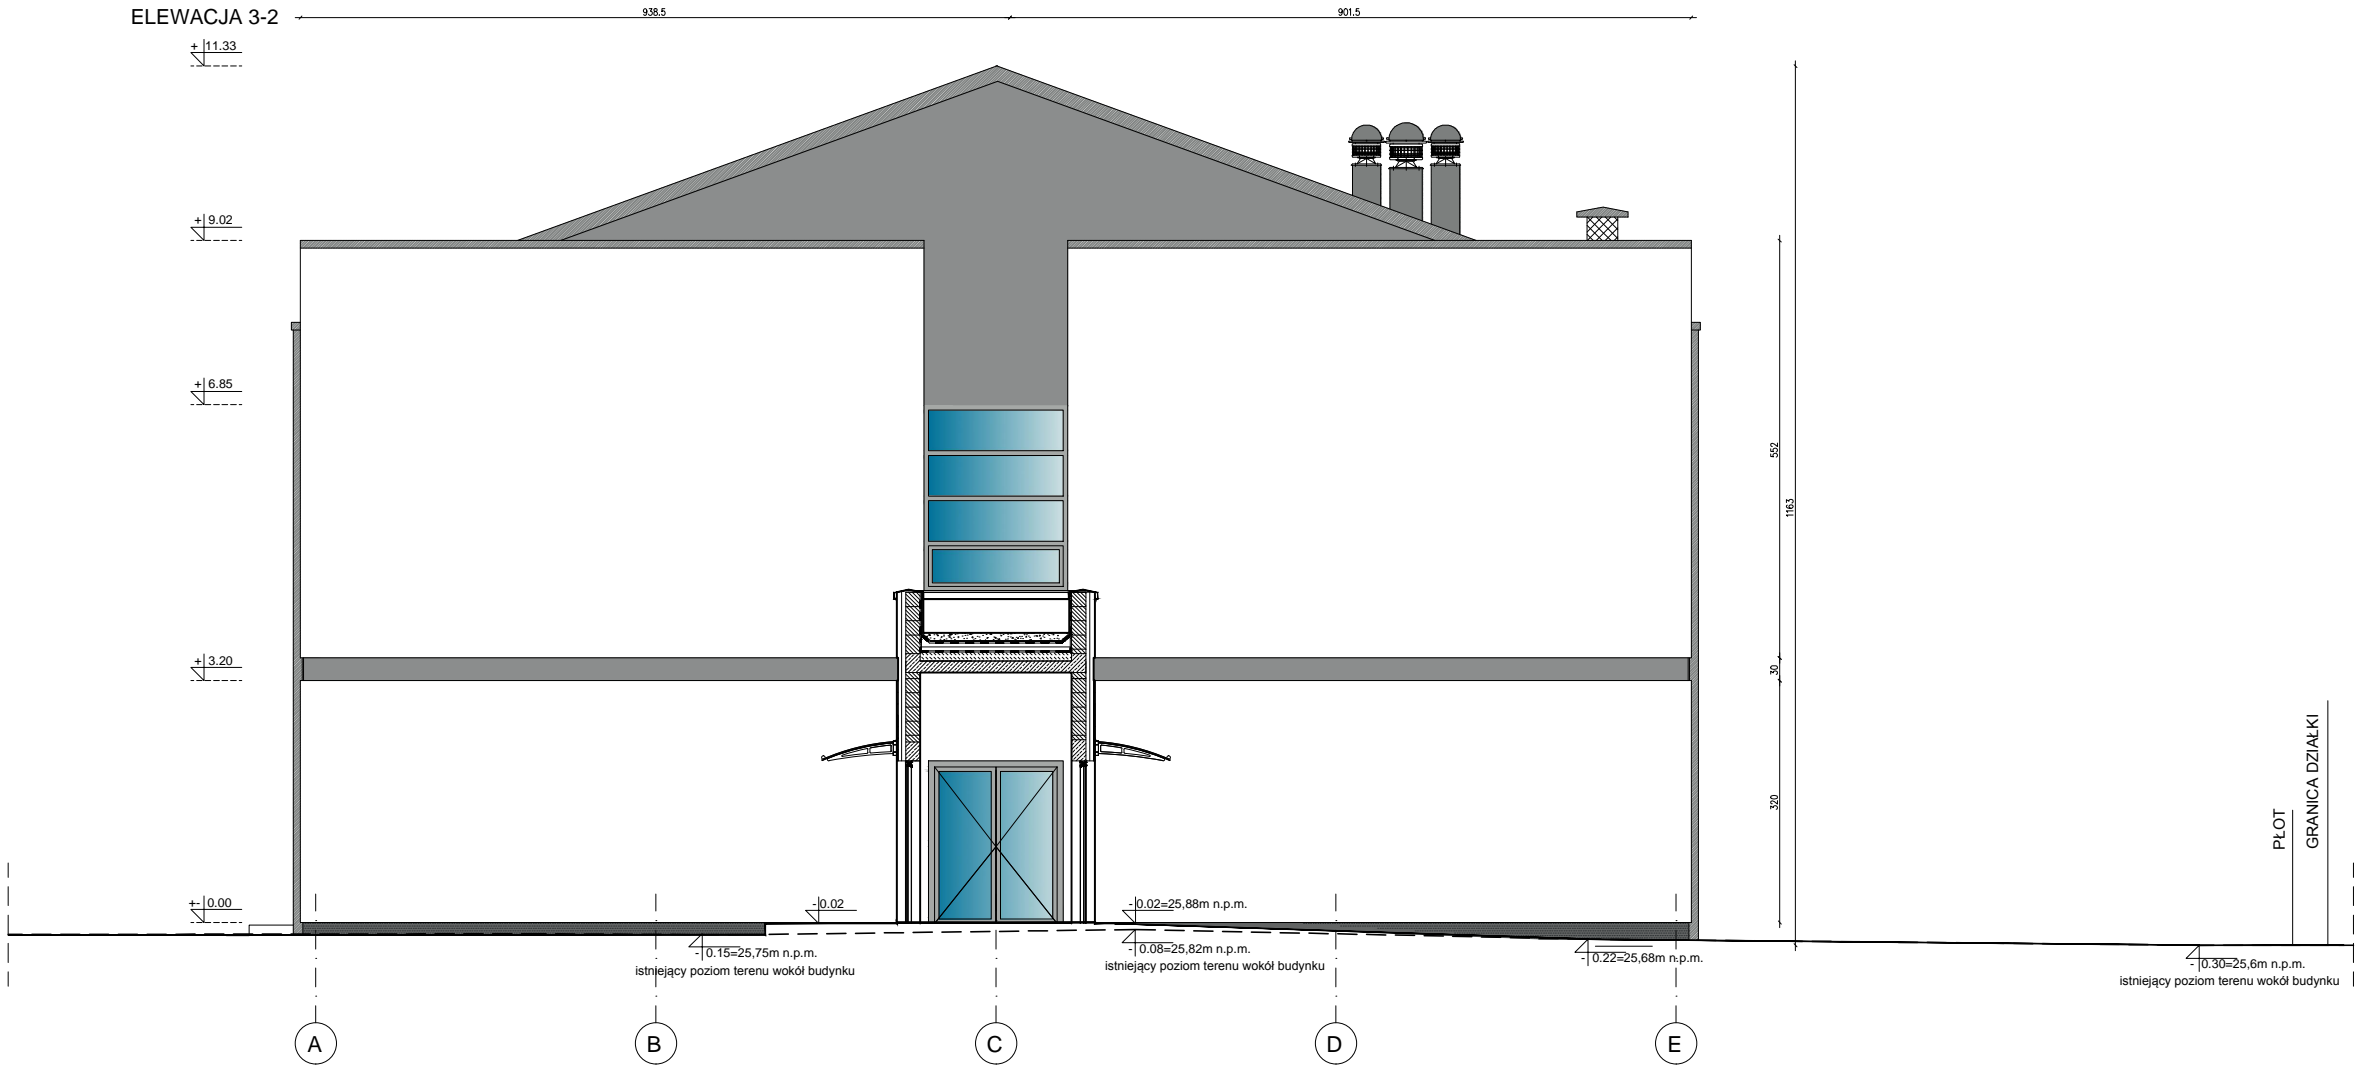 ELEWACJA 3-2
938.5
901.5
+ 11.33
+ 9.02
+ 6.85
552
1163
+ 3.20
30
320
PŁOT
GRANICA DZIAŁKI
+- 0.00
- 0.02
- 0.02=25,88m n.p.m.
- 0.15=25,75m n.p.m.
istniejący poziom terenu wokół budynku
- 0.08=25,82m n.p.m.
istniejący poziom terenu wokół budynku
- 0.22=25,68m n.p.m.
- 0.30=25,6m n.p.m.
istniejący poziom terenu wokół budynku
A
B
C
D
E